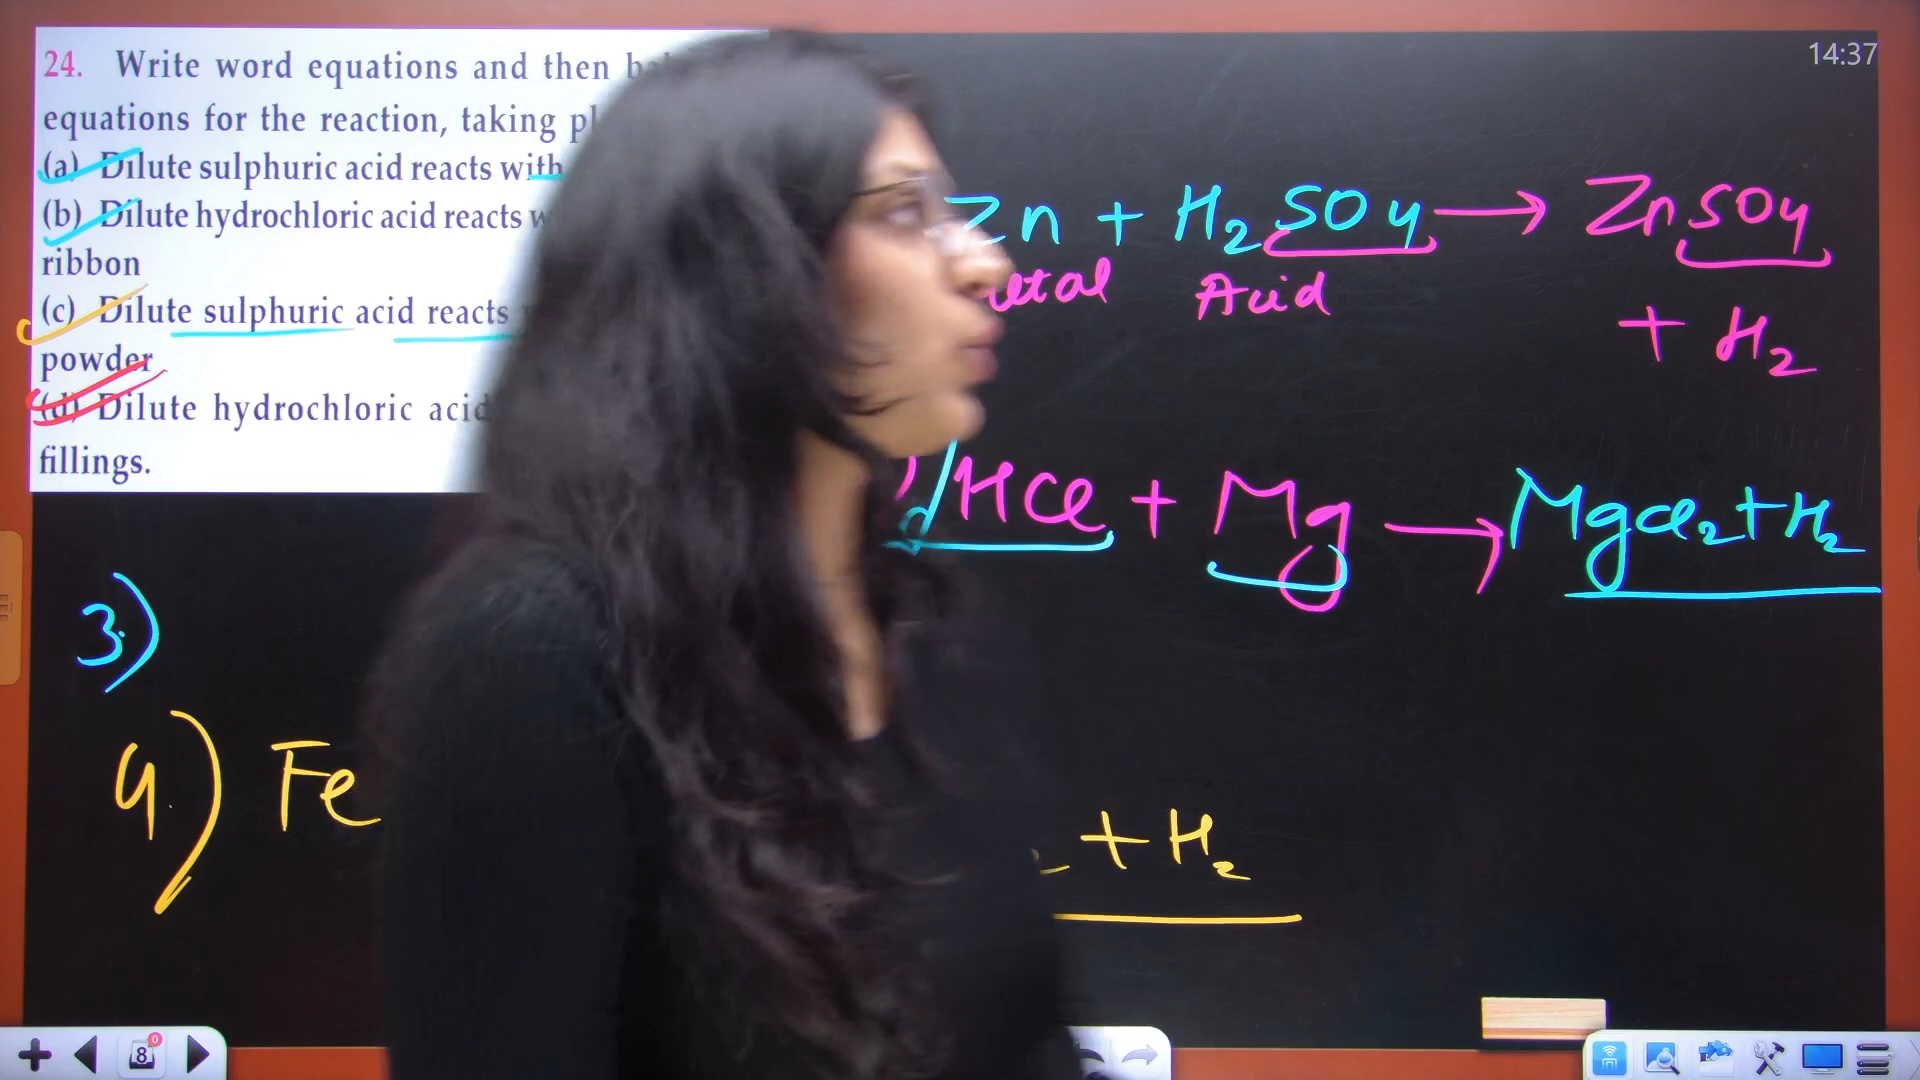 14:37
24. Write word equations and then
equations for the reaction, taking
(a) Dilute sulphuric acid reacts with
(b) Dilute hydrochloric acid reacts
ribbon
(c) Dilute sulphuric acid reacts
powder
(d) Dilute hydrochloric acid
fillings.
Zn + H2SO4 → ZnSO4
Acid
+ H2
HCl + Mg → MgCl2 + H2
3)
4.) Fe
+ H2
8
0